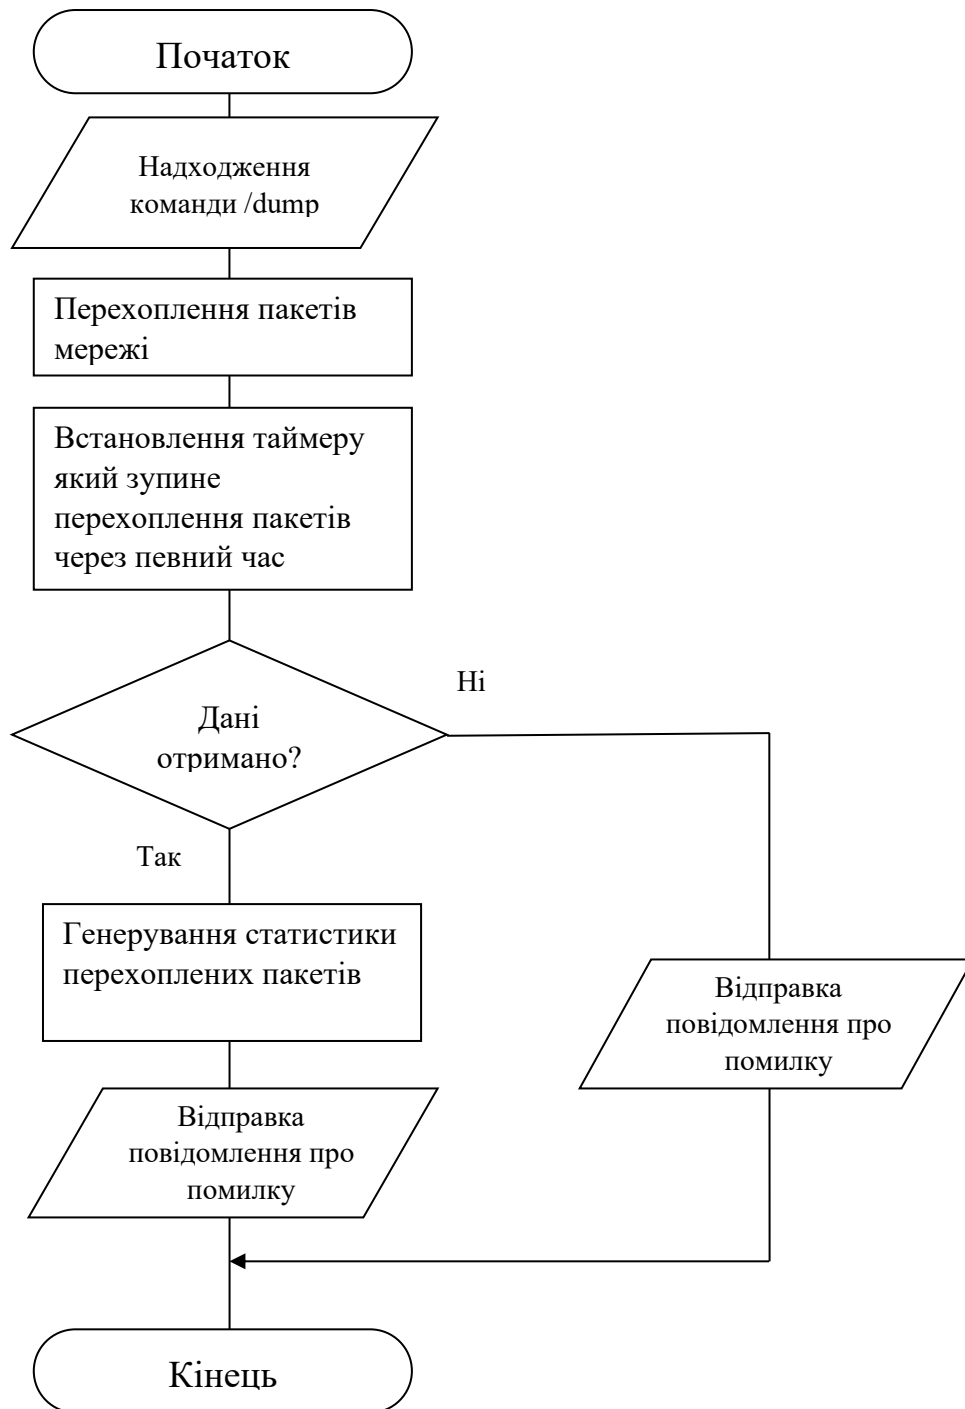 Початок
Надходження
команди /dump
Перехоплення пакетів
мережі
Встановлення таймеру
який зупине
перехоплення пакетів
через певний час
Ні
Дані
отримано?
Так
Генерування статистики
перехоплених пакетів
Відправка
повідомлення про
помилку
Відправка
повідомлення про
помилку
Кінець